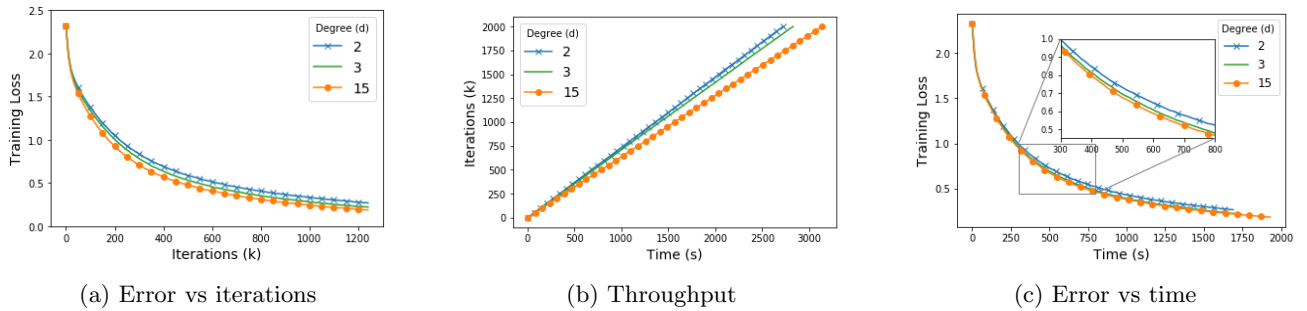 2.5
2.0
1.5
1.0
0.5
0.0
Training Loss
Degree (d)
2
3
15
0 200 400 600 800 1000 1200
Iterations (k)
(a) Error vs iterations
2000
1750
1500
1250
1000
750
500
250
0
Iterations (k)
Degree (d)
2
3
15
0 500 1000 1500 2000 2500 3000
Time (s)
(b) Throughput
2.0
1.5
1.0
0.5
Training Loss
Degree (d)
2
3
15
1.0
0.9
0.8
0.7
0.6
0.5
300 400 500 600 700 800
0 250 500 750 1000 1250 1500 1750 2000
Time (s)
(c) Error vs time